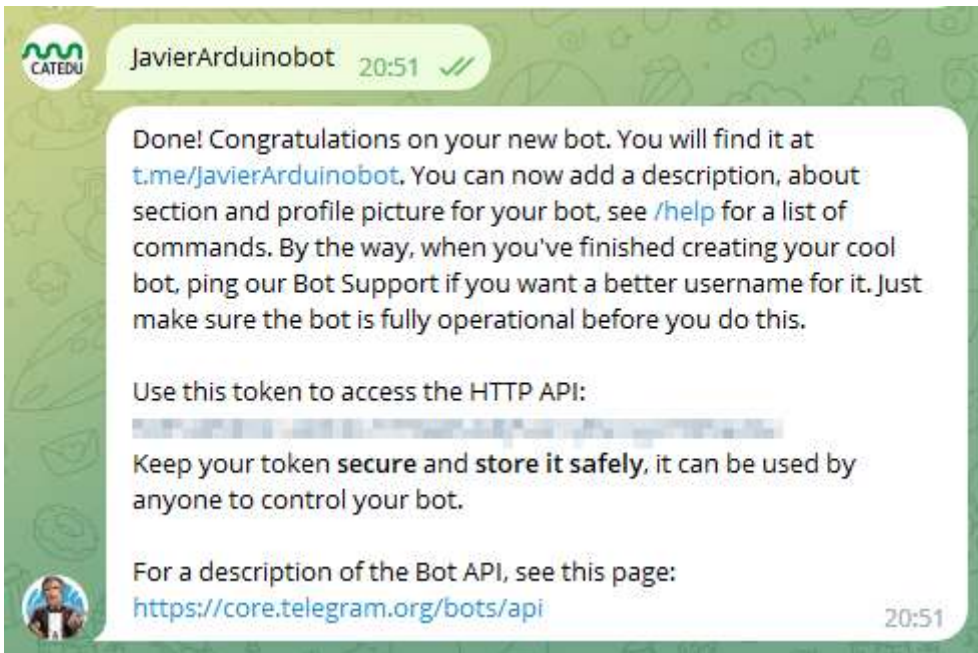 CATEDU
JavierArduinobot 20:51
Done! Congratulations on your new bot. You will find it at
t.me/JavierArduinobot. You can now add a description, about
section and profile picture for your bot, see /help for a list of
commands. By the way, when you've finished creating your cool
bot, ping our Bot Support if you want a better username for it. Just
make sure the bot is fully operational before you do this.
Use this token to access the HTTP API:
Keep your token secure and store it safely, it can be used by
anyone to control your bot.
For a description of the Bot API, see this page:
https://core.telegram.org/bots/api 20:51